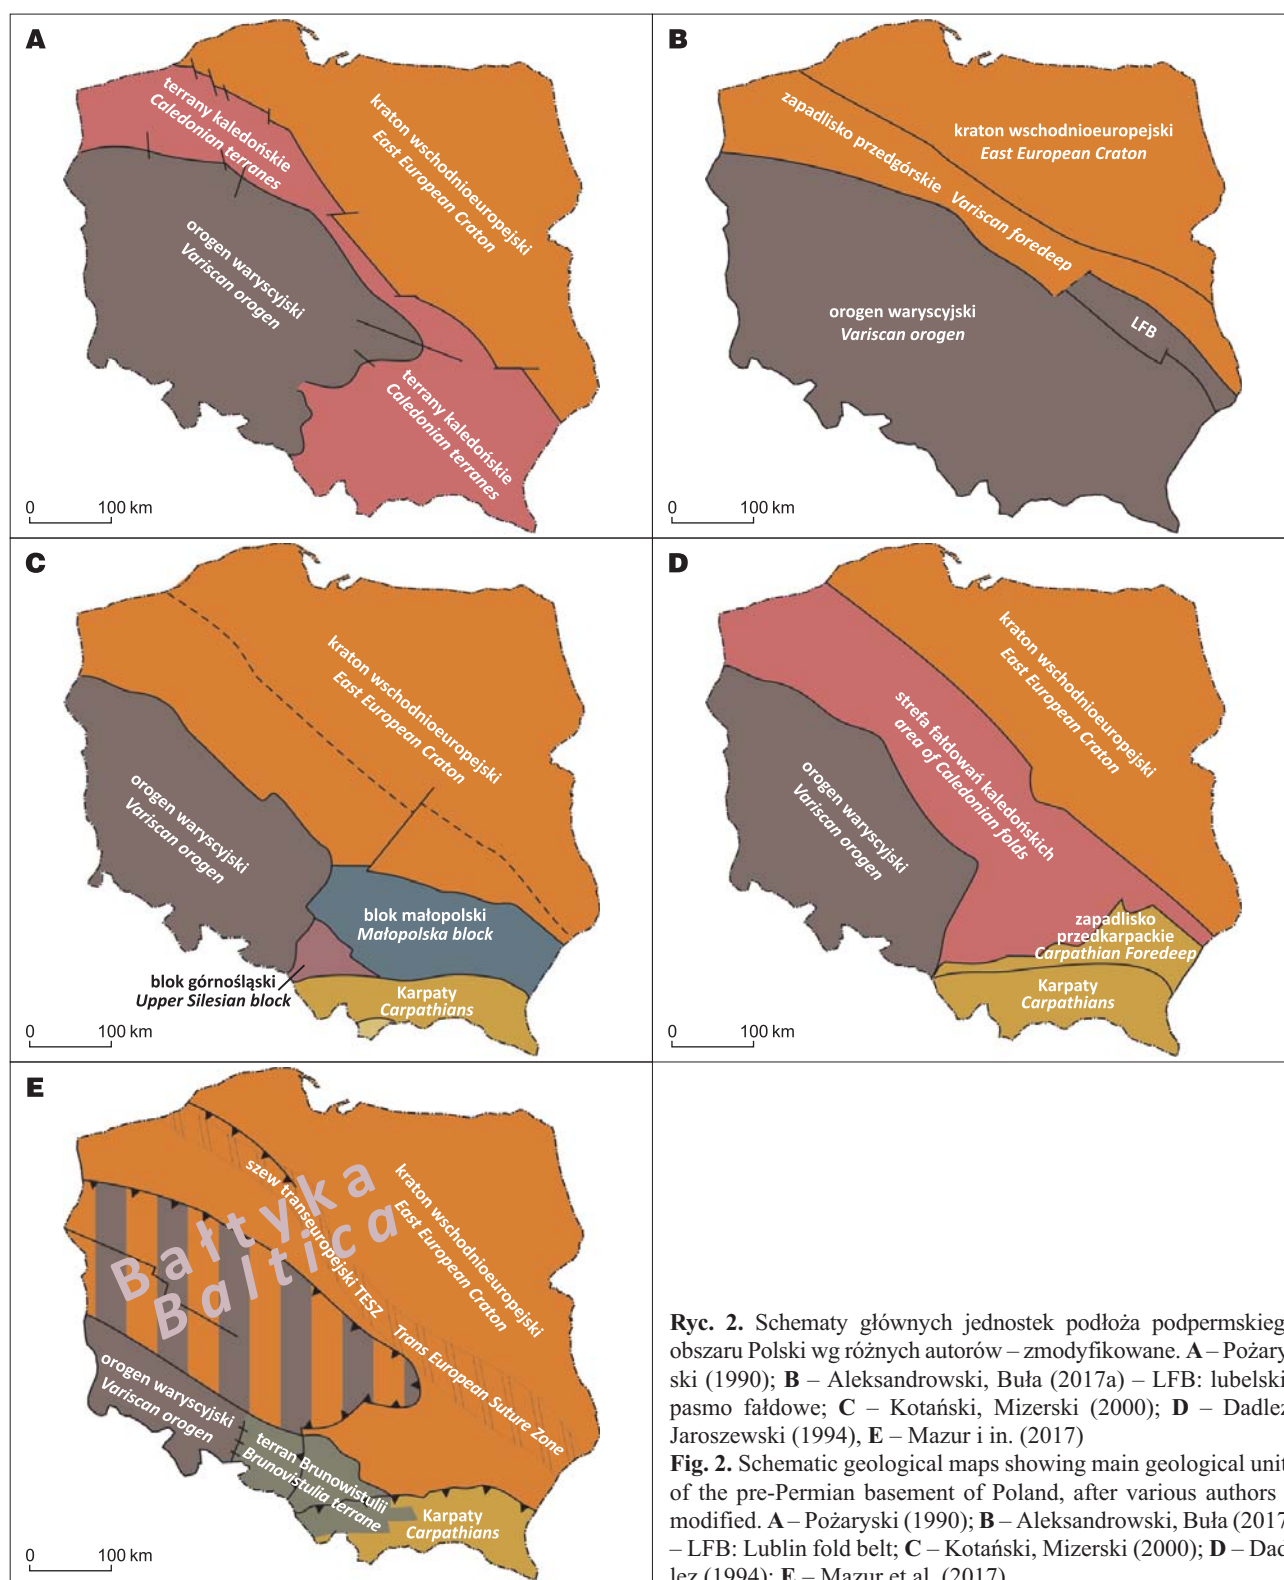 A
terrany kaledońskie
Caledonian terranes
kraton wschodnioeuropejski
East European Craton
orogen waryscyjski
Variscan orogen
terrany kaledońskie
Caledonian terranes
0 100 km
B
zapadlisko przedgórskie Variscan foredeep
kraton wschodnioeuropejski
East European Craton
orogen waryscyjski
Variscan orogen
LFB
0 100 km
C
kraton wschodnioeuropejski
East European Craton
orogen waryscyjski
Variscan orogen
blok małopolski
Małopolska block
blok górnośląski
Upper Silesian block
Karpaty
Carpathians
0 100 km
D
kraton wschodnioeuropejski
East European Craton
strefa fałdowań kaledońskich
area of Caledonian folds
orogen waryscyjski
Variscan orogen
zapadlisko
przedkarpackie
Carpathian Foredeep
Karpaty
Carpathians
0 100 km
E
Bałtyka
Baltica
szew transeuropejski TESZ
Trans European Suture Zone
kraton wschodnioeuropejski
East European Craton
orogen waryscyjski
Variscan orogen
terran Brunowistulii
Brunovistulia terrane
Karpaty
Carpathians
0 100 km
Ryc. 2. Schematy głównych jednostek podłoża podpermskieg
obszaru Polski wg różnych autorów – zmodyfikowane. A – Pożary
ski (1990); B – Aleksandrowski, Buła (2017a) – LFB: lubelski
pasmo fałdowe; C – Kotański, Mizerski (2000); D – Dadlez
Jaroszewski (1994), E – Mazur i in. (2017)
Fig. 2. Schematic geological maps showing main geological unit
of the pre-Permian basement of Poland, after various authors
modified. A – Pożaryski (1990); B – Aleksandrowski, Buła (2017
– LFB: Lublin fold belt; C – Kotański, Mizerski (2000); D – Dad
lez (1994); E – Mazur et al. (2017)